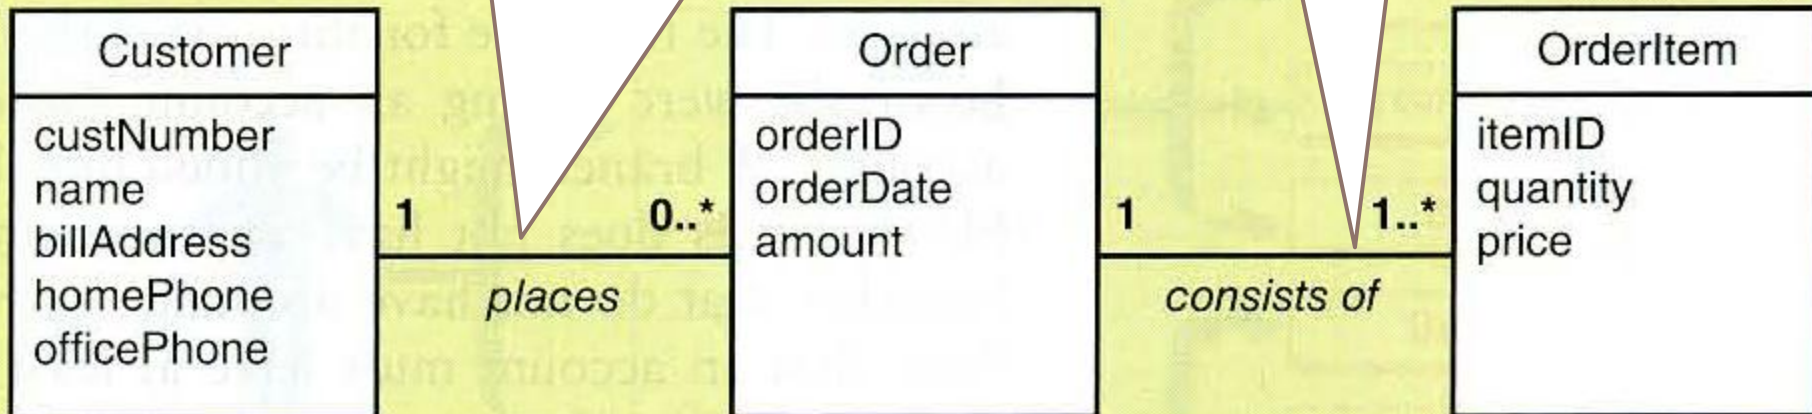 Customer
custNumber
name
billAddress
homePhone
officePhone
1
0..*
places
Order
orderID
orderDate
amount
1
1..*
consists of
OrderItem
itemID
quantity
price